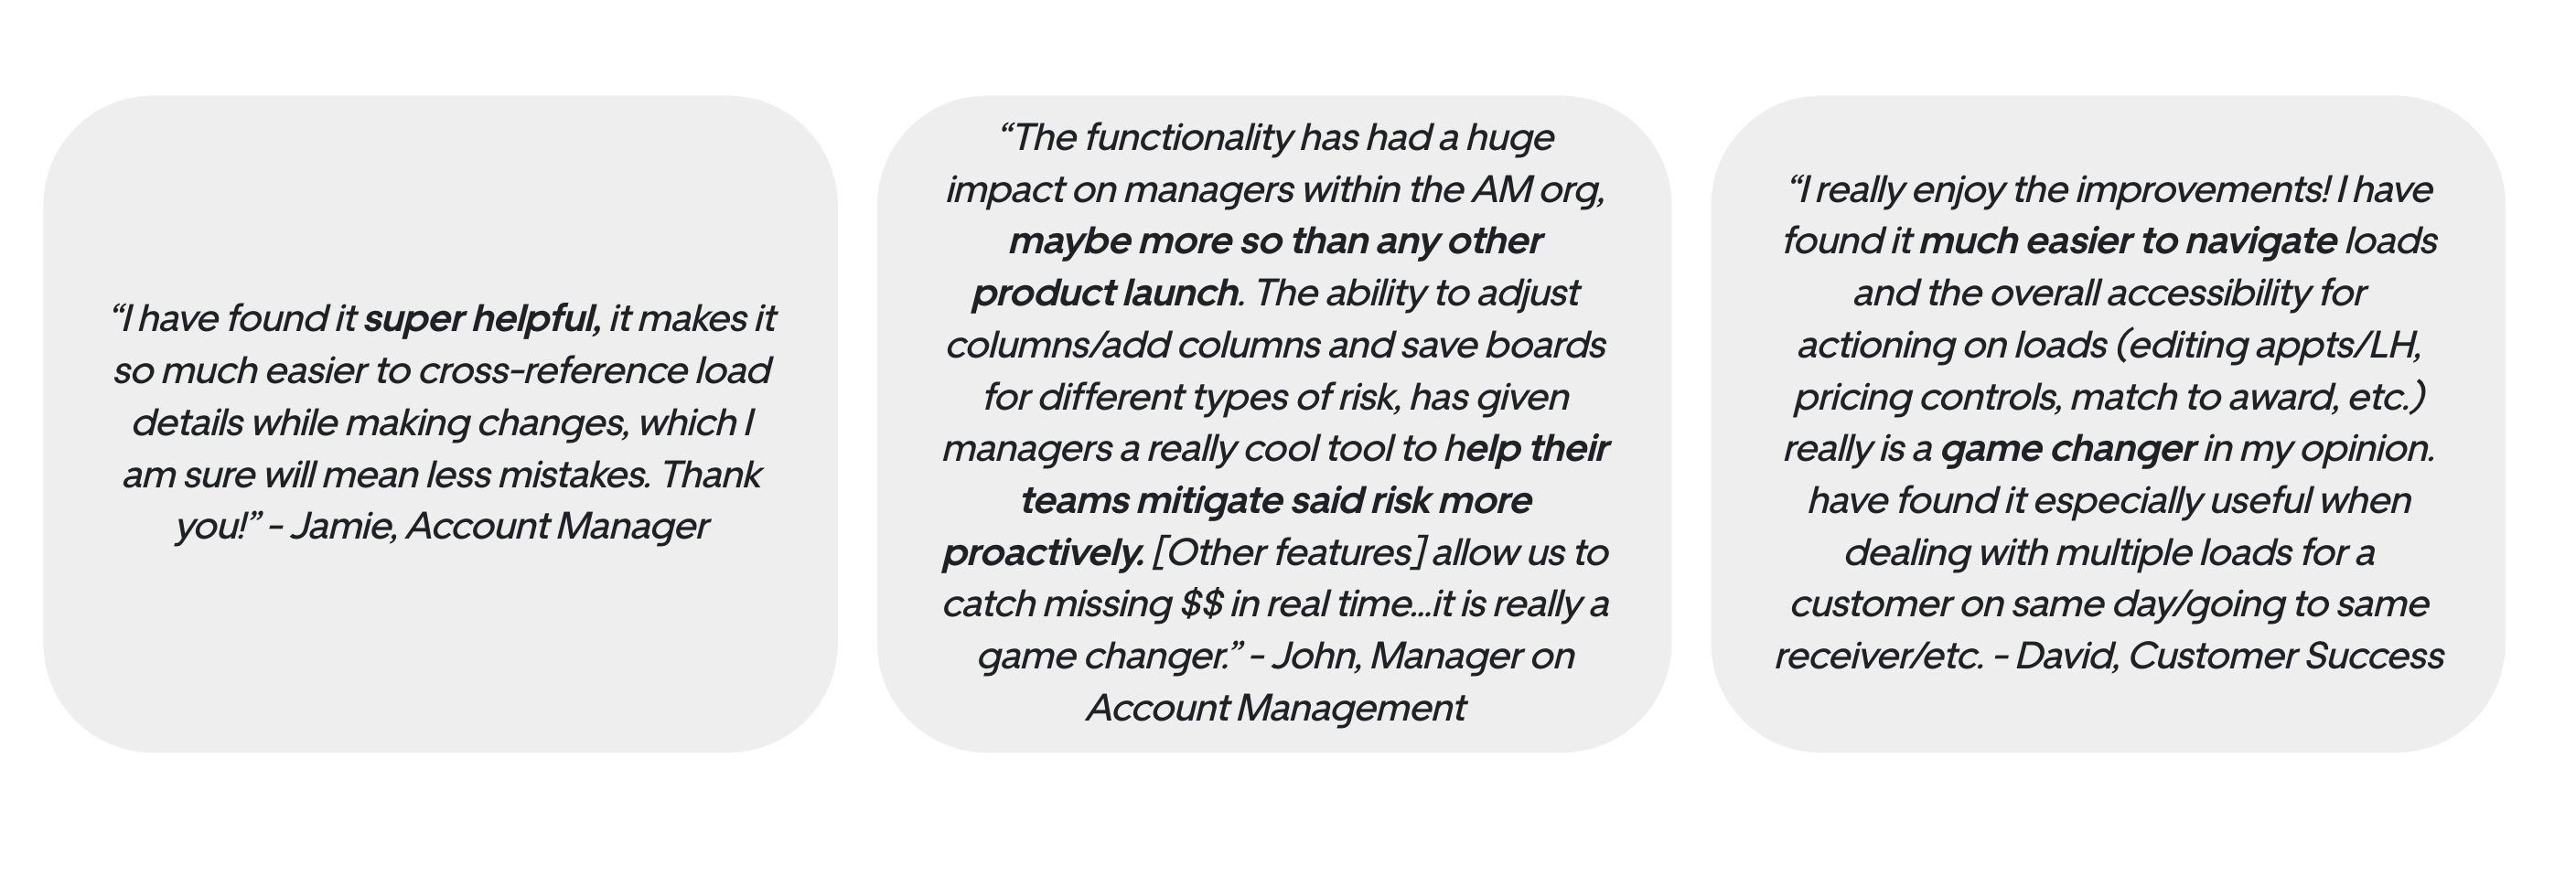 “I have found it super helpful, it makes it
so much easier to cross-reference load
details while making changes, which I
am sure will mean less mistakes. Thank
you!” - Jamie, Account Manager
“The functionality has had a huge
impact on managers within the AM org,
maybe more so than any other
product launch. The ability to adjust
columns/add columns and save boards
for different types of risk, has given
managers a really cool tool to help their
teams mitigate said risk more
proactively. [Other features] allow us to
catch missing $$ in real time...it is really a
game changer.” - John, Manager on
Account Management
“I really enjoy the improvements! I have
found it much easier to navigate loads
and the overall accessibility for
actioning on loads (editing appts/LH,
pricing controls, match to award, etc.)
really is a game changer in my opinion.
have found it especially useful when
dealing with multiple loads for a
customer on same day/going to same
receiver/etc. - David, Customer Success